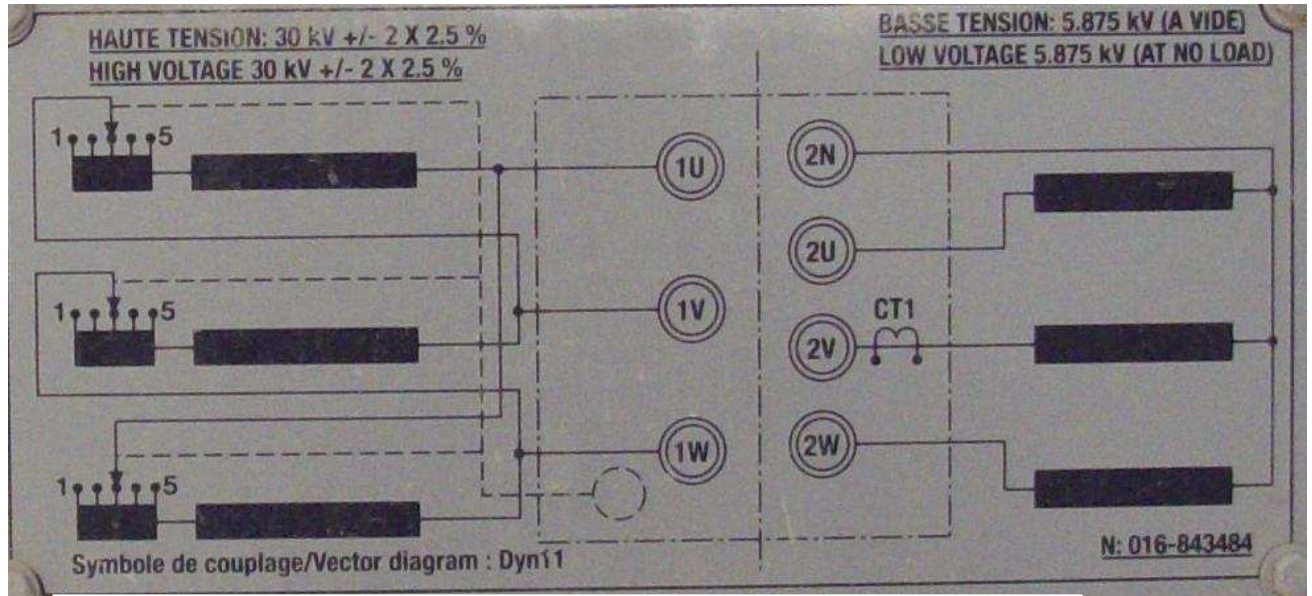 HAUTE TENSION: 30 kV +/- 2 X 2.5 %
HIGH VOLTAGE 30 kV +/- 2 X 2.5 %
BASSE TENSION: 5.875 kV (A VIDE)
LOW VOLTAGE 5.875 kV (AT NO LOAD)
1 5
1U
2N
2U
1 5
1V
CT1
2V
1W
2W
1 5
N: 016-843484
Symbole de couplage/Vector diagram : Dyn11